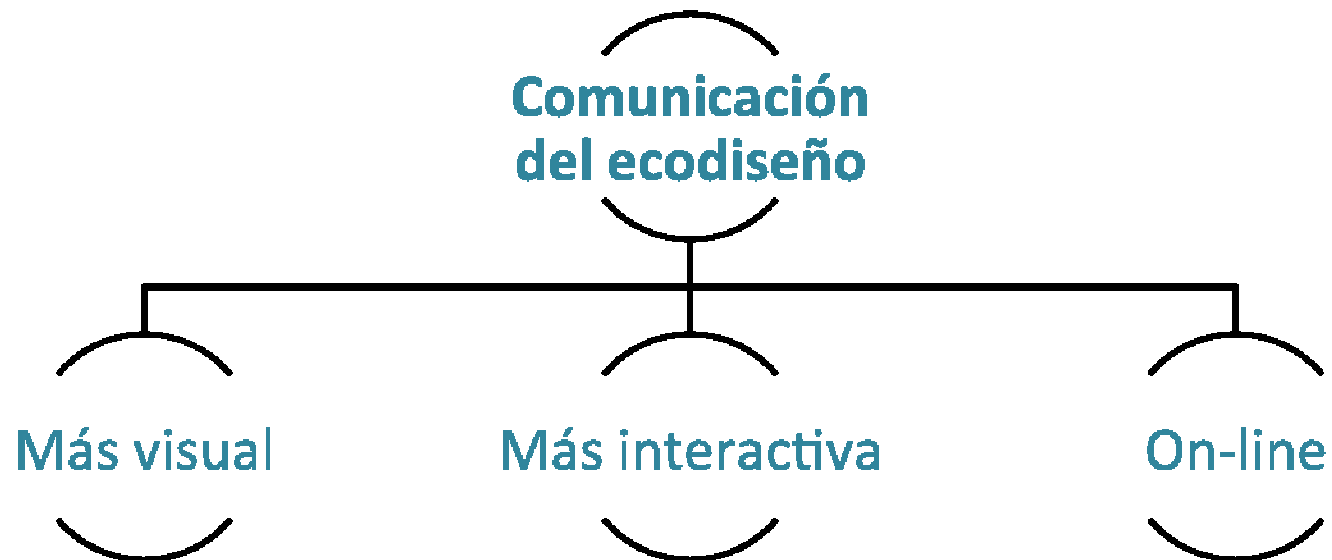 Comunicación
del ecodiseño
Más visual
Más interactiva
On-line